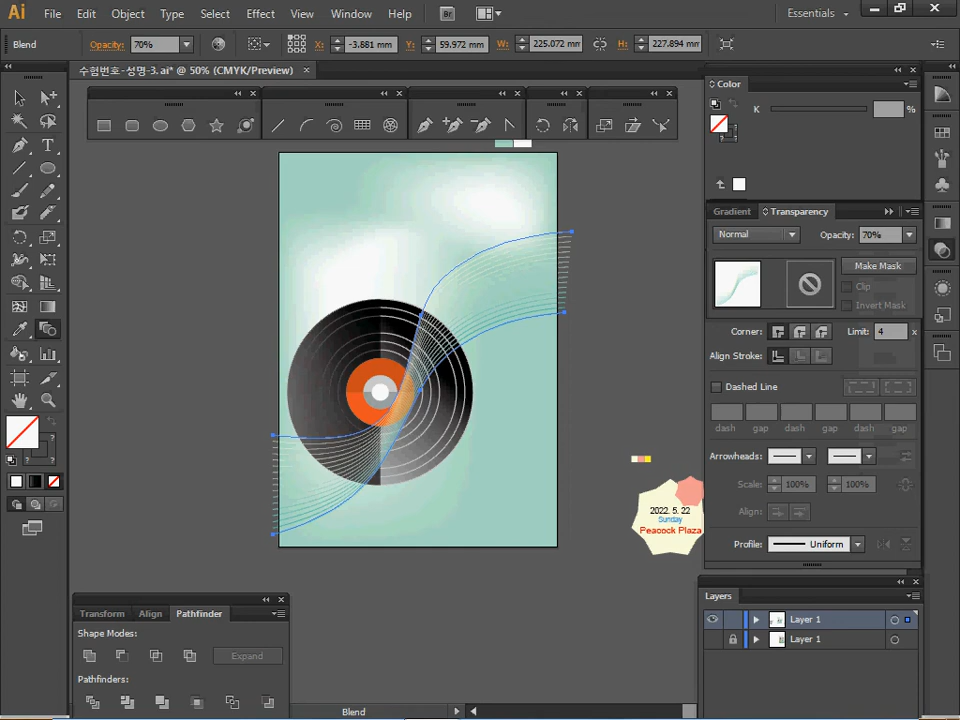 Ai File Edit Object Type Select Effect View Window Help Br Essentials
Blend Opacity: 70% X: -3.881 mm Y: 59.972 mm W: 225.072 mm H: 227.894 mm
수험번호-성명-3.ai* @ 50% (CMYK/Preview)
Color
K %
Gradient Transparency
Normal Opacity: 70%
Make Mask
Clip
Invert Mask
Corner: Limit: 4 x
Align Stroke:
Dashed Line
dash gap dash gap dash gap
Arrowheads:
Scale: 100% 100%
Align:
Profile: Uniform
2022. 5. 22
Sunday
Peacock Plaza
Layers
Layer 1
Layer 1
Transform Align Pathfinder
Shape Modes:
Expand
Pathfinders:
Blend